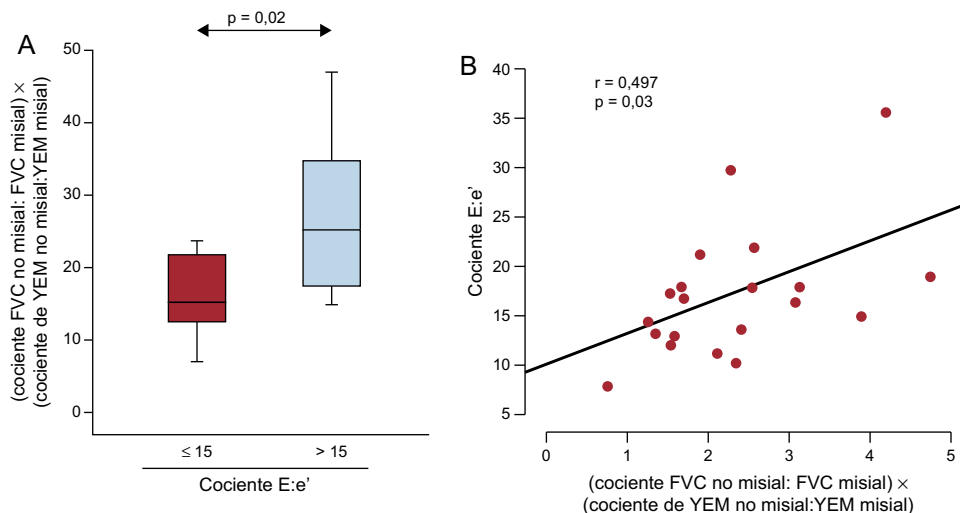 A
p = 0,02
(cociente FVC no misial: FVC misial) ×
(cociente de YEM no misial:YEM misial)
50
40
30
20
10
0
≤ 15
> 15
Cociente E:e’
B
r = 0,497
p = 0,03
Cociente E:e’
40
35
30
25
20
15
10
5
0
1
2
3
4
5
(cociente FVC no misial: FVC misial) ×
(cociente de YEM no misial:YEM misial)